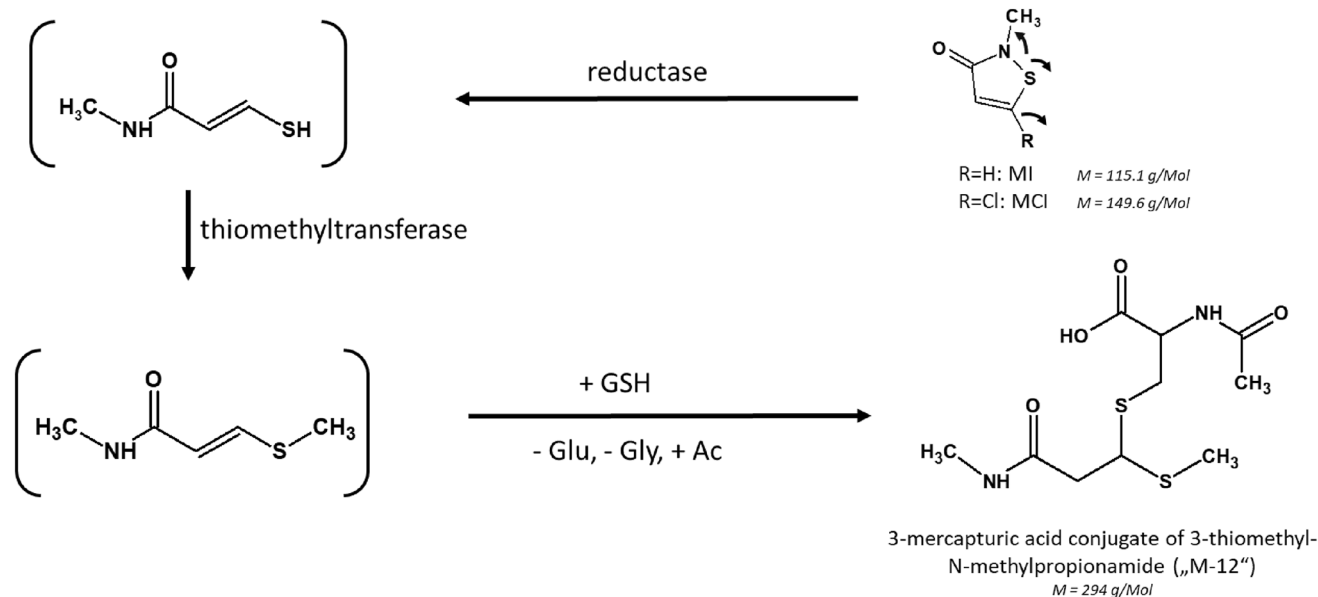 O
H₃C
NH
SH
reductase
CH₃
O
N
S
R
R=H: MI M = 115.1 g/Mol
R=Cl: MCI M = 149.6 g/Mol
thiomethyltransferase
O
H₃C
NH
S
CH₃
+ GSH
- Glu, - Gly, + Ac
O
HO
NH
O
CH₃
S
O
H₃C
NH
S
CH₃
3-mercapturic acid conjugate of 3-thiomethyl-
N-methylpropionamide („M-12“)
M = 294 g/Mol